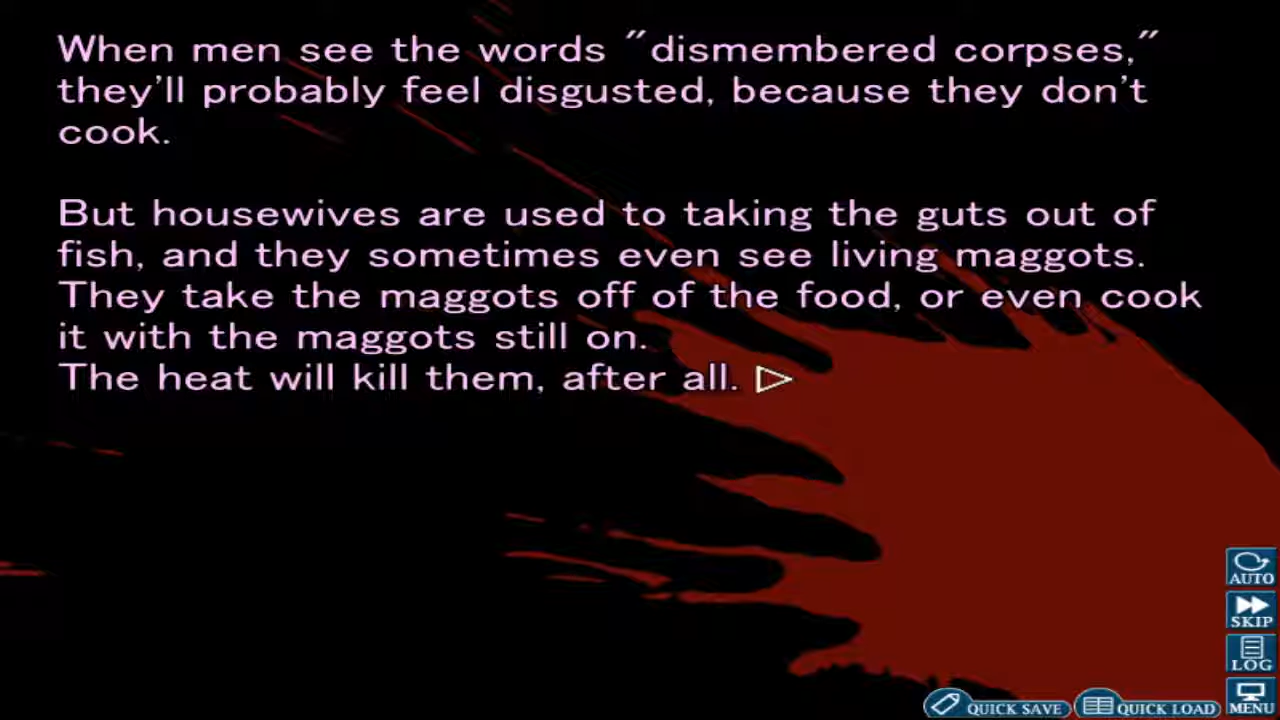 When men see the words "dismembered corpses,"
they'll probably feel disgusted, because they don't
cook.
But housewives are used to taking the guts out of
fish, and they sometimes even see living maggots.
They take the maggots off of the food, or even cook
it with the maggots still on.
The heat will kill them, after all.
AUTO
SKIP
LOG
MENU
QUICK SAVE
QUICK LOAD